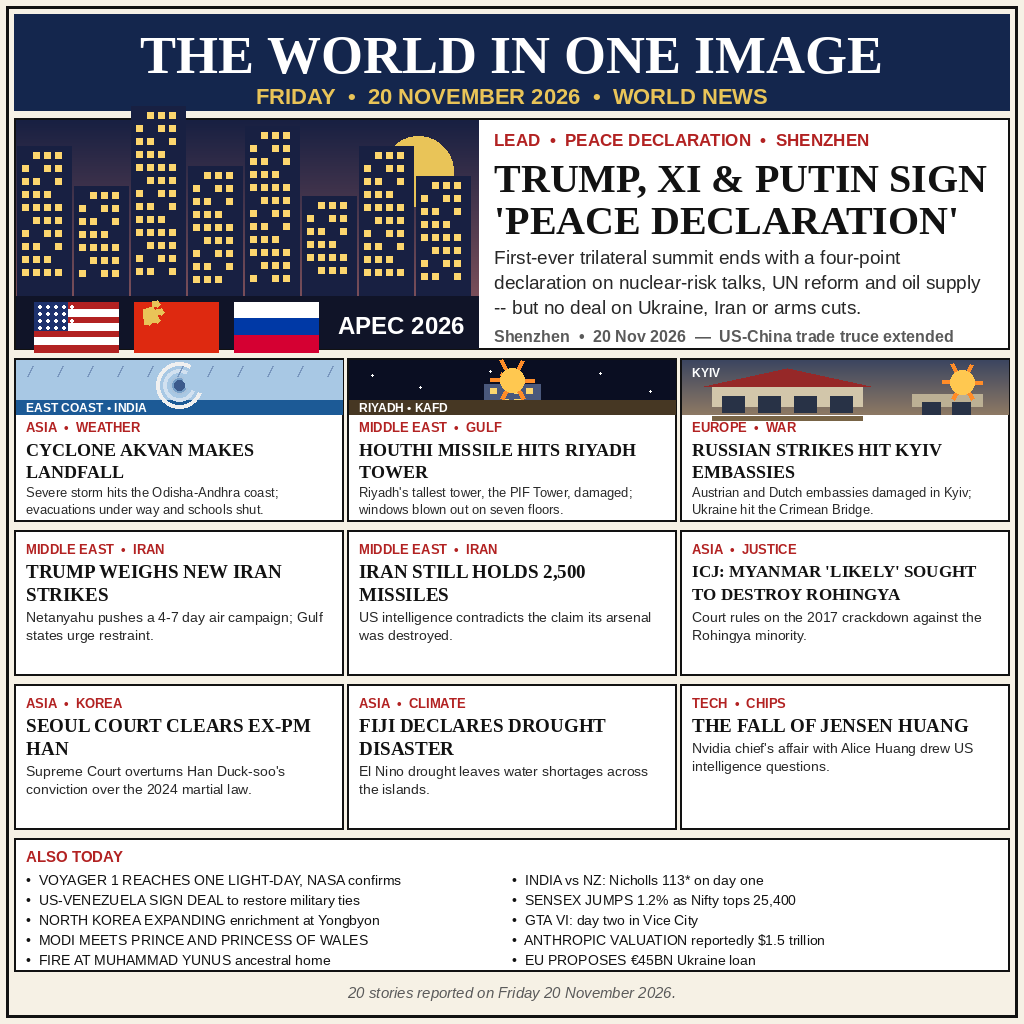 THE WORLD IN ONE IMAGE
FRIDAY • 20 NOVEMBER 2026 • WORLD NEWS
APEC 2026
LEAD • PEACE DECLARATION • SHENZHEN
TRUMP, XI & PUTIN SIGN
'PEACE DECLARATION'
First-ever trilateral summit ends with a four-point
declaration on nuclear-risk talks, UN reform and oil supply
-- but no deal on Ukraine, Iran or arms cuts.
Shenzhen • 20 Nov 2026 — US-China trade truce extended
EAST COAST • INDIA
ASIA • WEATHER
CYCLONE AKVAN MAKES
LANDFALL
Severe storm hits the Odisha-Andhra coast;
evacuations under way and schools shut.
RIYADH • KAFD
MIDDLE EAST • GULF
HOUTHI MISSILE HITS RIYADH
TOWER
Riyadh's tallest tower, the PIF Tower, damaged;
windows blown out on seven floors.
KYIV
EUROPE • WAR
RUSSIAN STRIKES HIT KYIV
EMBASSIES
Austrian and Dutch embassies damaged in Kyiv;
Ukraine hit the Crimean Bridge.
MIDDLE EAST • IRAN
TRUMP WEIGHS NEW IRAN
STRIKES
Netanyahu pushes a 4-7 day air campaign; Gulf
states urge restraint.
MIDDLE EAST • IRAN
IRAN STILL HOLDS 2,500
MISSILES
US intelligence contradicts the claim its arsenal
was destroyed.
ASIA • JUSTICE
ICJ: MYANMAR 'LIKELY' SOUGHT
TO DESTROY ROHINGYA
Court rules on the 2017 crackdown against the
Rohingya minority.
ASIA • KOREA
SEOUL COURT CLEARS EX-PM
HAN
Supreme Court overturns Han Duck-soo's
conviction over the 2024 martial law.
ASIA • CLIMATE
FIJI DECLARES DROUGHT
DISASTER
El Nino drought leaves water shortages across
the islands.
TECH • CHIPS
THE FALL OF JENSEN HUANG
Nvidia chief's affair with Alice Huang drew US
intelligence questions.
ALSO TODAY
• VOYAGER 1 REACHES ONE LIGHT-DAY, NASA confirms
• US-VENEZUELA SIGN DEAL to restore military ties
• NORTH KOREA EXPANDING enrichment at Yongbyon
• MODI MEETS PRINCE AND PRINCESS OF WALES
• FIRE AT MUHAMMAD YUNUS ancestral home
• INDIA vs NZ: Nicholls 113* on day one
• SENSEX JUMPS 1.2% as Nifty tops 25,400
• GTA VI: day two in Vice City
• ANTHROPIC VALUATION reportedly $1.5 trillion
• EU PROPOSES €45BN Ukraine loan
20 stories reported on Friday 20 November 2026.